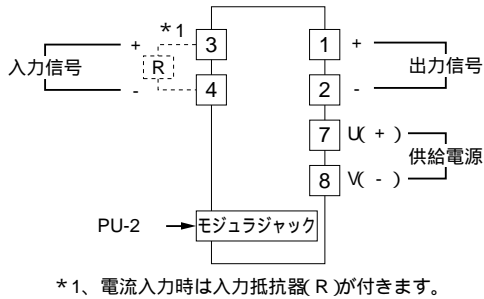 *1
+ 3 1 +
入力信号 R 出力信号
- 4 2 -
7 U( + )
供給電源
8 V( - )
PU-2 モジュラジャック
*1、電流入力時は入力抵抗器( R )が付きます。